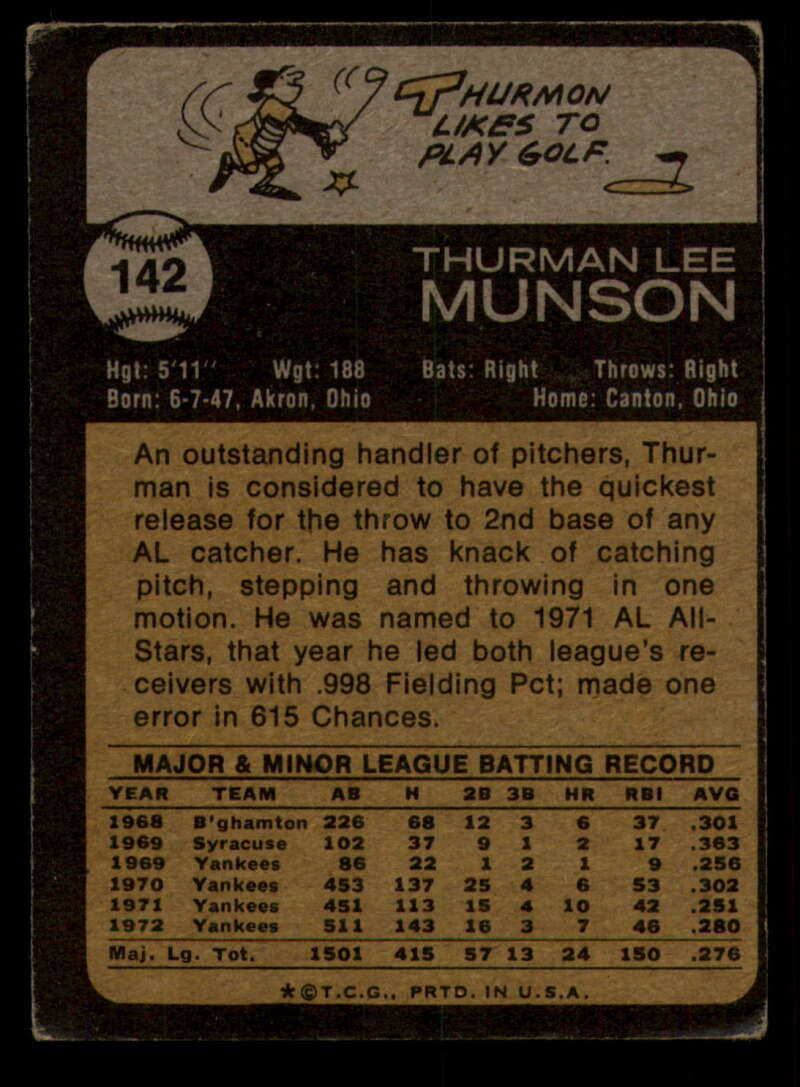 THURMON
LIKES TO
PLAY GOLF.
142
THURMAN LEE
MUNSON
Hgt: 5'11" Wgt: 188 Bats: Right Throws: Right
Born: 6-7-47, Akron, Ohio Home: Canton, Ohio
An outstanding handler of pitchers, Thur-
man is considered to have the quickest
release for the throw to 2nd base of any
AL catcher. He has knack of catching
pitch, stepping and throwing in one
motion. He was named to 1971 AL All-
Stars, that year he led both league's re-
ceivers with .998 Fielding Pct; made one
error in 615 Chances.
MAJOR & MINOR LEAGUE BATTING RECORD
YEAR TEAM AB H 2B 3B HR RBI AVG
1968 B'ghamton 226 68 12 3 6 37 .301
1969 Syracuse 102 37 9 1 2 17 .363
1969 Yankees 86 22 1 2 1 9 .256
1970 Yankees 453 137 25 4 6 53 .302
1971 Yankees 451 113 15 4 10 42 .251
1972 Yankees 511 143 16 3 7 46 .280
Maj. Lg. Tot. 1501 415 57 13 24 150 .276
*©T.C.G., PRTD. IN U.S.A.